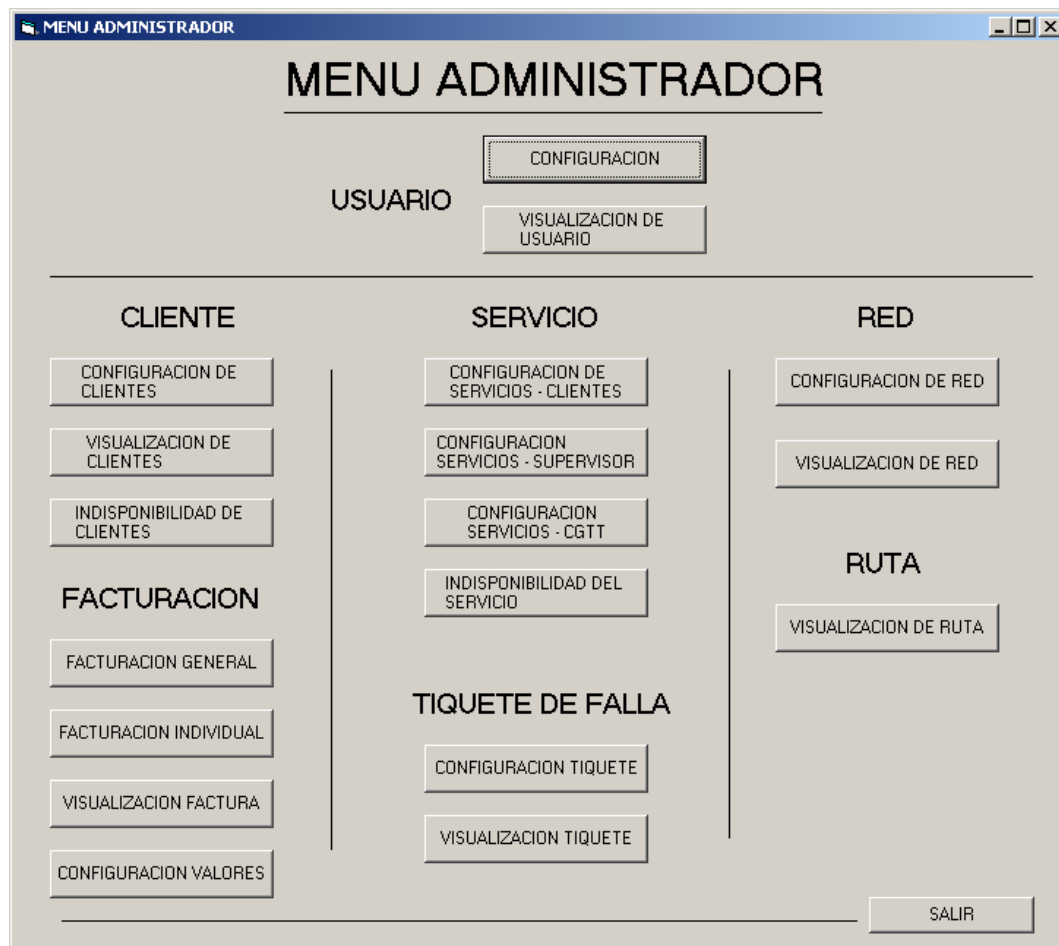 MENU ADMINISTRADOR
MENU ADMINISTRADOR
USUARIO
CONFIGURACION
VISUALIZACION DE
USUARIO
CLIENTE
CONFIGURACION DE
CLIENTES
VISUALIZACION DE
CLIENTES
INDISPONIBILIDAD DE
CLIENTES
FACTURACION
FACTURACION GENERAL
FACTURACION INDIVIDUAL
VISUALIZACION FACTURA
CONFIGURACION VALORES
SERVICIO
CONFIGURACION DE
SERVICIOS - CLIENTES
CONFIGURACION
SERVICIOS - SUPERVISOR
CONFIGURACION
SERVICIOS - CGTT
INDISPONIBILIDAD DEL
SERVICIO
TIQUETE DE FALLA
CONFIGURACION TIQUETE
VISUALIZACION TIQUETE
RED
CONFIGURACION DE RED
VISUALIZACION DE RED
RUTA
VISUALIZACION DE RUTA
SALIR